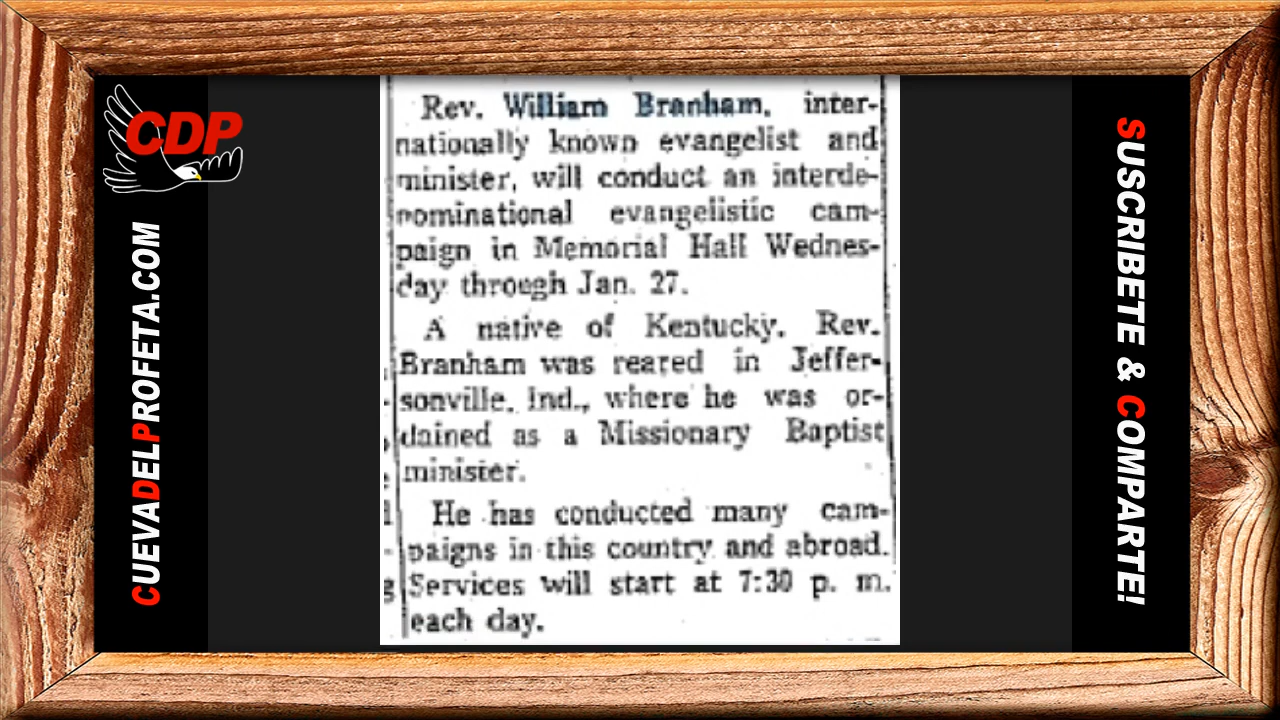 CDP
CUEVADELPROFETA.COM
Rev. William Branham, inter-
nationally known evangelist and
minister, will conduct an interde-
nominational evangelistic cam-
paign in Memorial Hall Wednes-
day through Jan. 27.
A native of Kentucky, Rev.
Branham was reared in Jeffer-
sonville, Ind., where he was or-
dained as a Missionary Baptist
minister.
He has conducted many cam-
paigns in this country and abroad.
Services will start at 7:30 p. m.
each day.
SUSCRIBETE & COMPARTE!